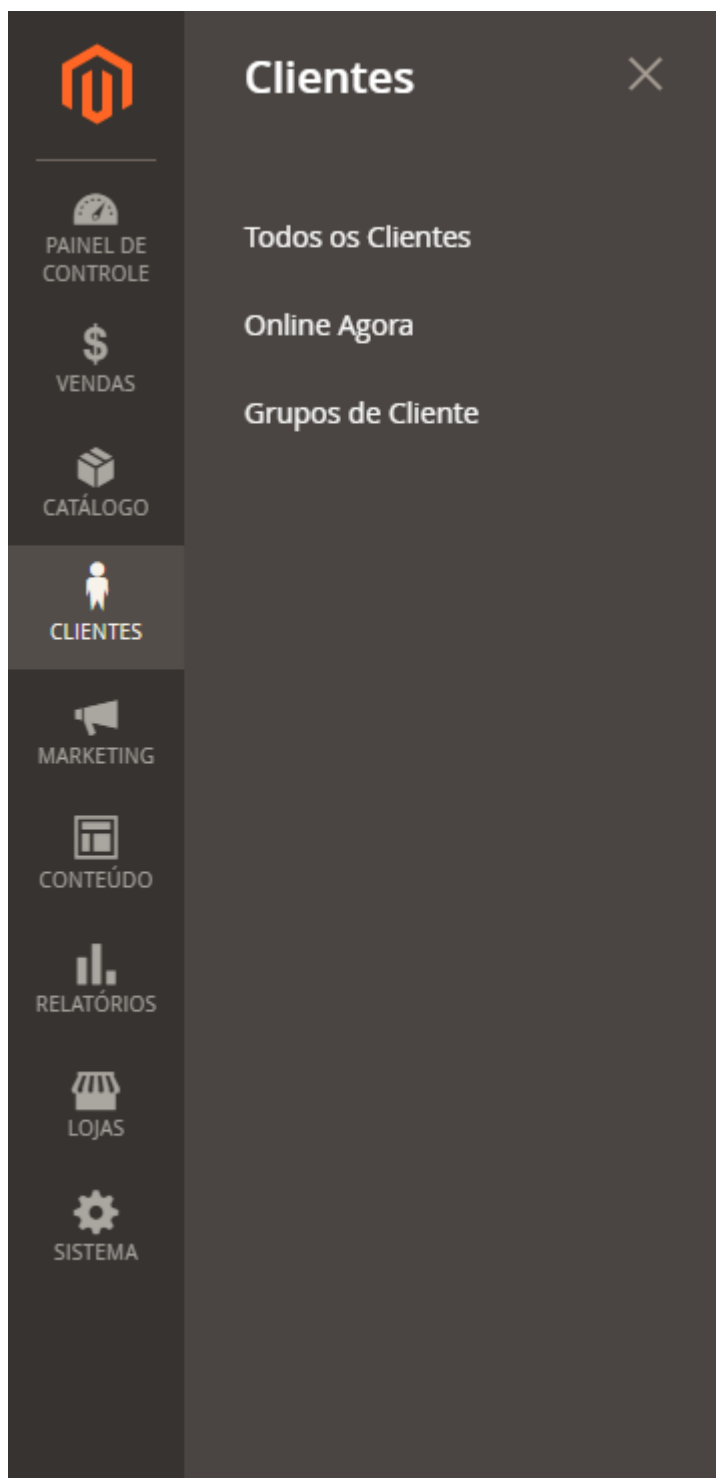 Clientes
PAINEL DE
CONTROLE
VENDAS
CATÁLOGO
CLIENTES
MARKETING
CONTEÚDO
RELATÓRIOS
LOJAS
SISTEMA
Todos os Clientes
Online Agora
Grupos de Cliente